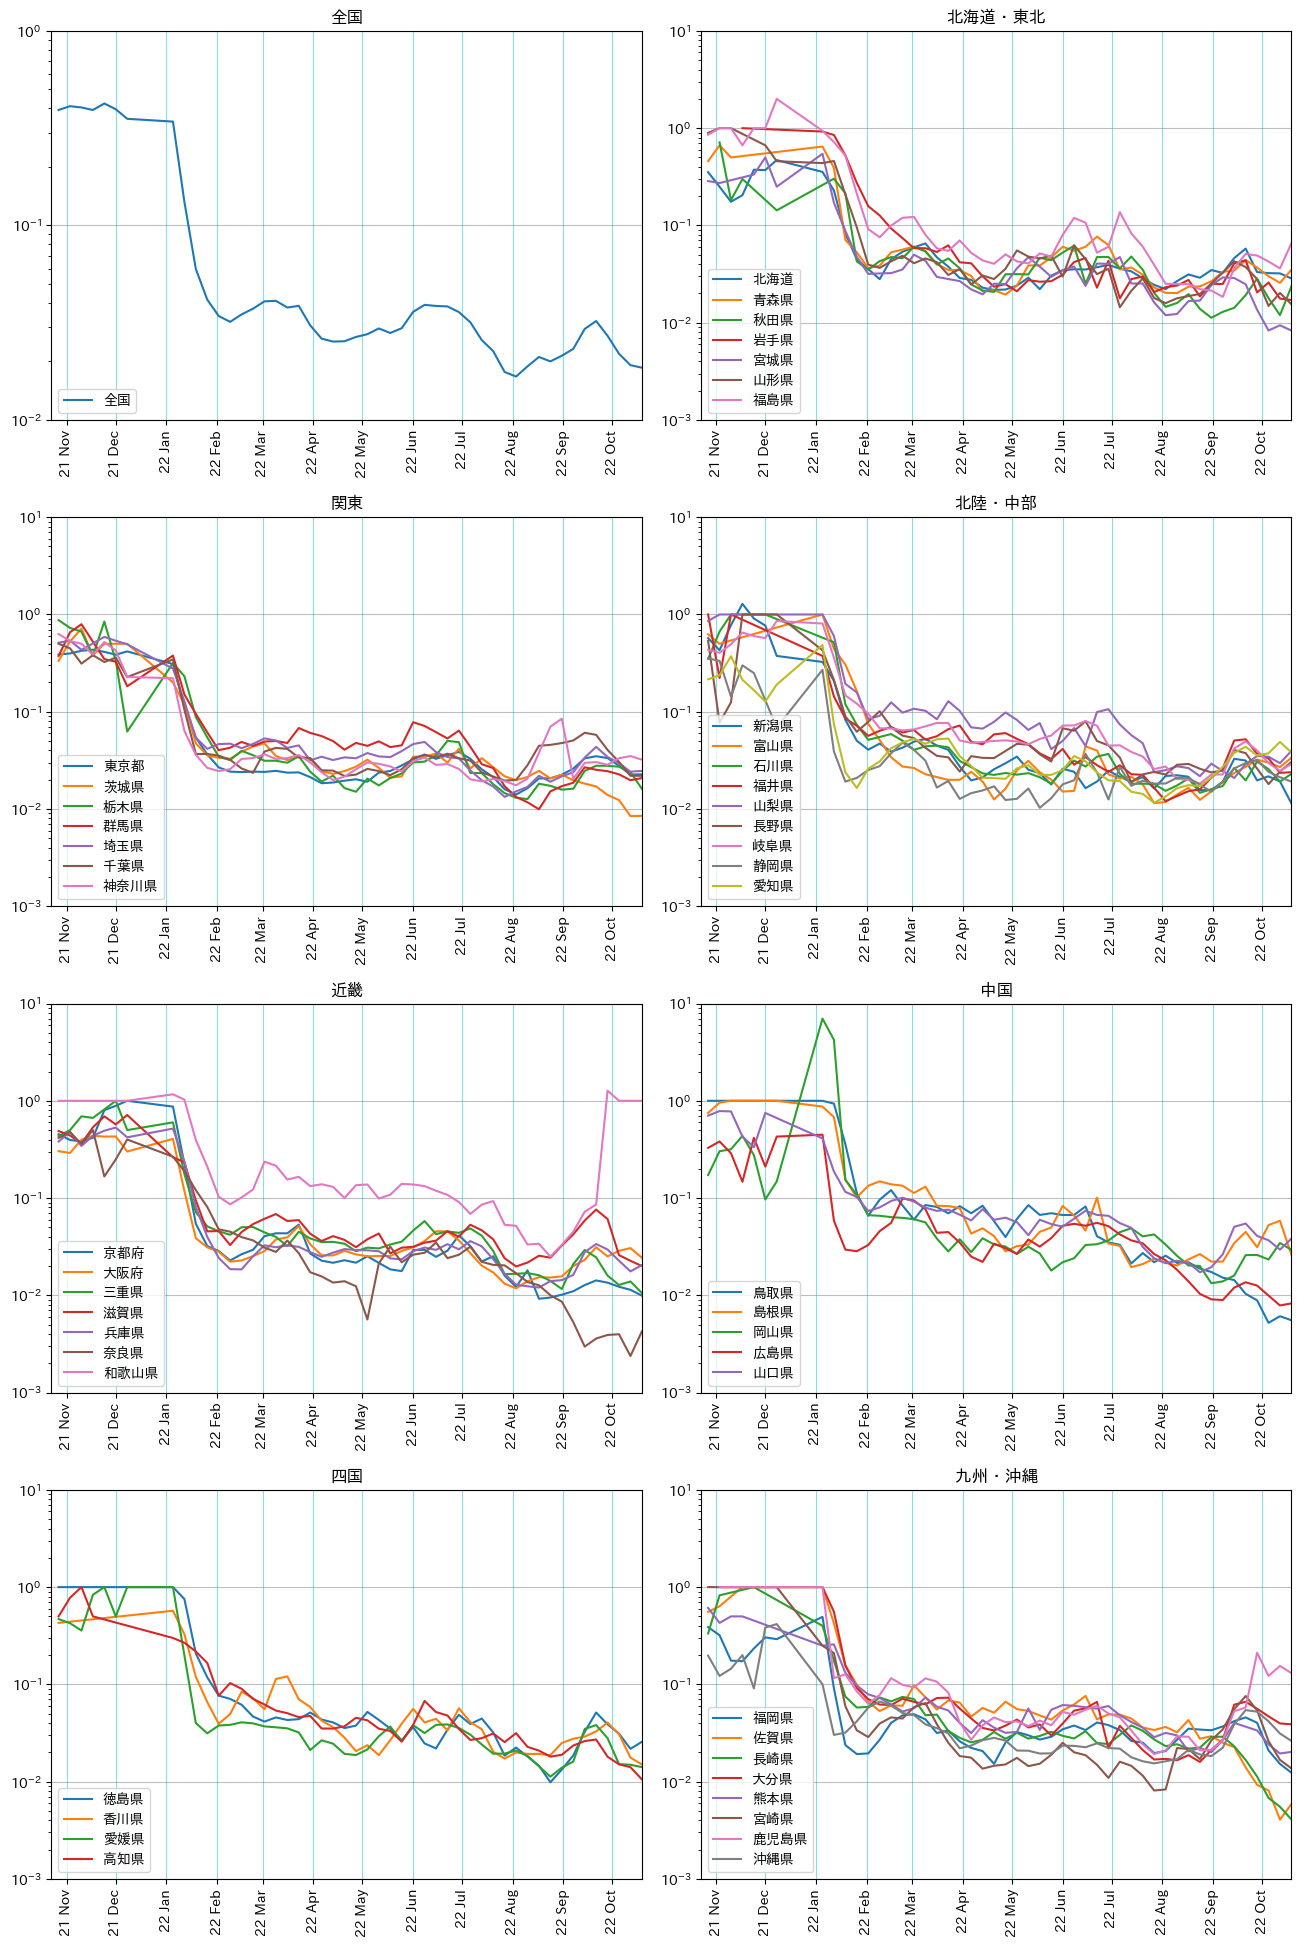 全国
10⁰
10⁻¹
10⁻²
全国
21 Nov
21 Dec
22 Jan
22 Feb
22 Mar
22 Apr
22 May
22 Jun
22 Jul
22 Aug
22 Sep
22 Oct
北海道・東北
10¹
10⁰
10⁻¹
10⁻²
10⁻³
北海道
青森県
秋田県
岩手県
宮城県
山形県
福島県
21 Nov
21 Dec
22 Jan
22 Feb
22 Mar
22 Apr
22 May
22 Jun
22 Jul
22 Aug
22 Sep
22 Oct
関東
10¹
10⁰
10⁻¹
10⁻²
10⁻³
東京都
茨城県
栃木県
群馬県
埼玉県
千葉県
神奈川県
21 Nov
21 Dec
22 Jan
22 Feb
22 Mar
22 Apr
22 May
22 Jun
22 Jul
22 Aug
22 Sep
22 Oct
北陸・中部
10¹
10⁰
10⁻¹
10⁻²
10⁻³
新潟県
富山県
石川県
福井県
山梨県
長野県
岐阜県
静岡県
愛知県
21 Nov
21 Dec
22 Jan
22 Feb
22 Mar
22 Apr
22 May
22 Jun
22 Jul
22 Aug
22 Sep
22 Oct
近畿
10¹
10⁰
10⁻¹
10⁻²
10⁻³
京都府
大阪府
三重県
滋賀県
兵庫県
奈良県
和歌山県
21 Nov
21 Dec
22 Jan
22 Feb
22 Mar
22 Apr
22 May
22 Jun
22 Jul
22 Aug
22 Sep
22 Oct
中国
10¹
10⁰
10⁻¹
10⁻²
10⁻³
鳥取県
島根県
岡山県
広島県
山口県
21 Nov
21 Dec
22 Jan
22 Feb
22 Mar
22 Apr
22 May
22 Jun
22 Jul
22 Aug
22 Sep
22 Oct
四国
10¹
10⁰
10⁻¹
10⁻²
10⁻³
徳島県
香川県
愛媛県
高知県
21 Nov
21 Dec
22 Jan
22 Feb
22 Mar
22 Apr
22 May
22 Jun
22 Jul
22 Aug
22 Sep
22 Oct
九州・沖縄
10¹
10⁰
10⁻¹
10⁻²
10⁻³
福岡県
佐賀県
長崎県
大分県
熊本県
宮崎県
鹿児島県
沖縄県
21 Nov
21 Dec
22 Jan
22 Feb
22 Mar
22 Apr
22 May
22 Jun
22 Jul
22 Aug
22 Sep
22 Oct